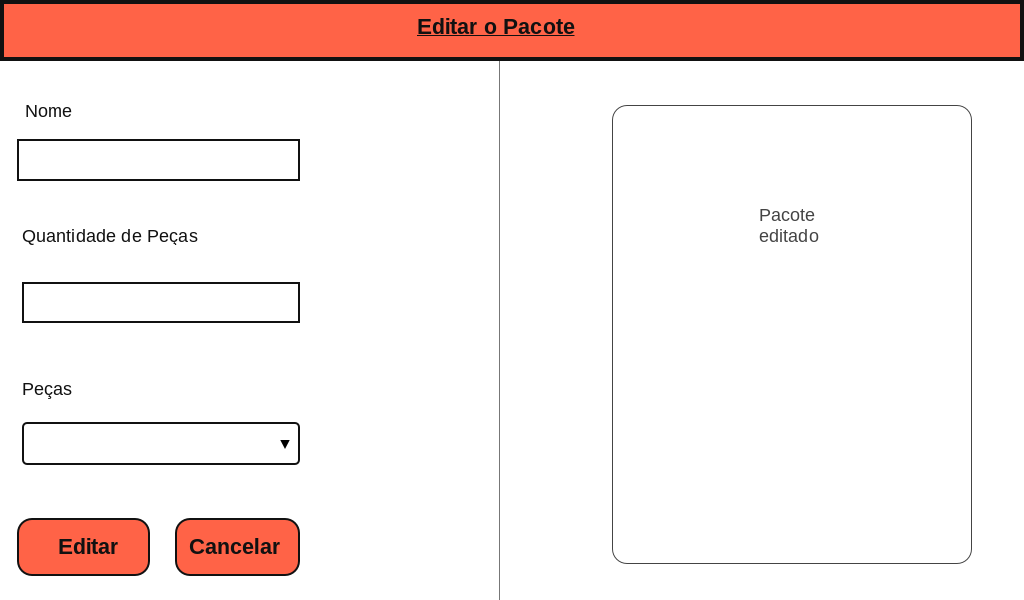 Editar o Pacote
Nome
Quantidade de Peças
Peças
Editar
Cancelar
Pacote
editado